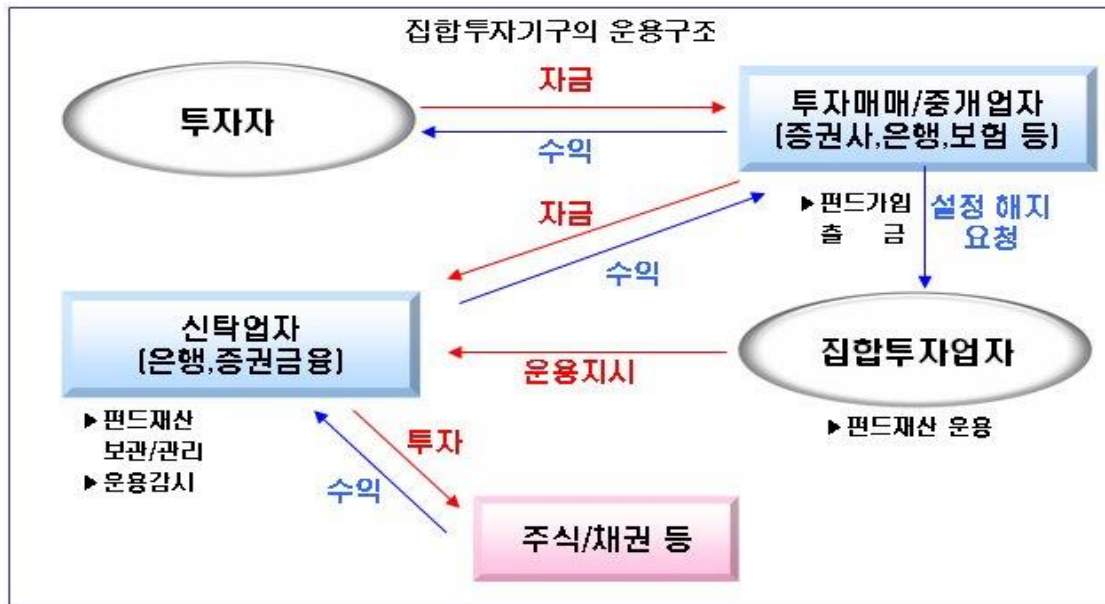 집합투자기구의 운용구조
투자자
자금
수익
투자매매/중개업자
(증권사,은행,보험 등)
자금
수익
▶펀드가입
출 금
설정 해지
요청
신탁업자
(은행,증권금융)
운용지시
집합투자업자
▶펀드재산
보관/관리
▶운용감시
투자
수익
▶펀드재산 운용
주식/채권 등